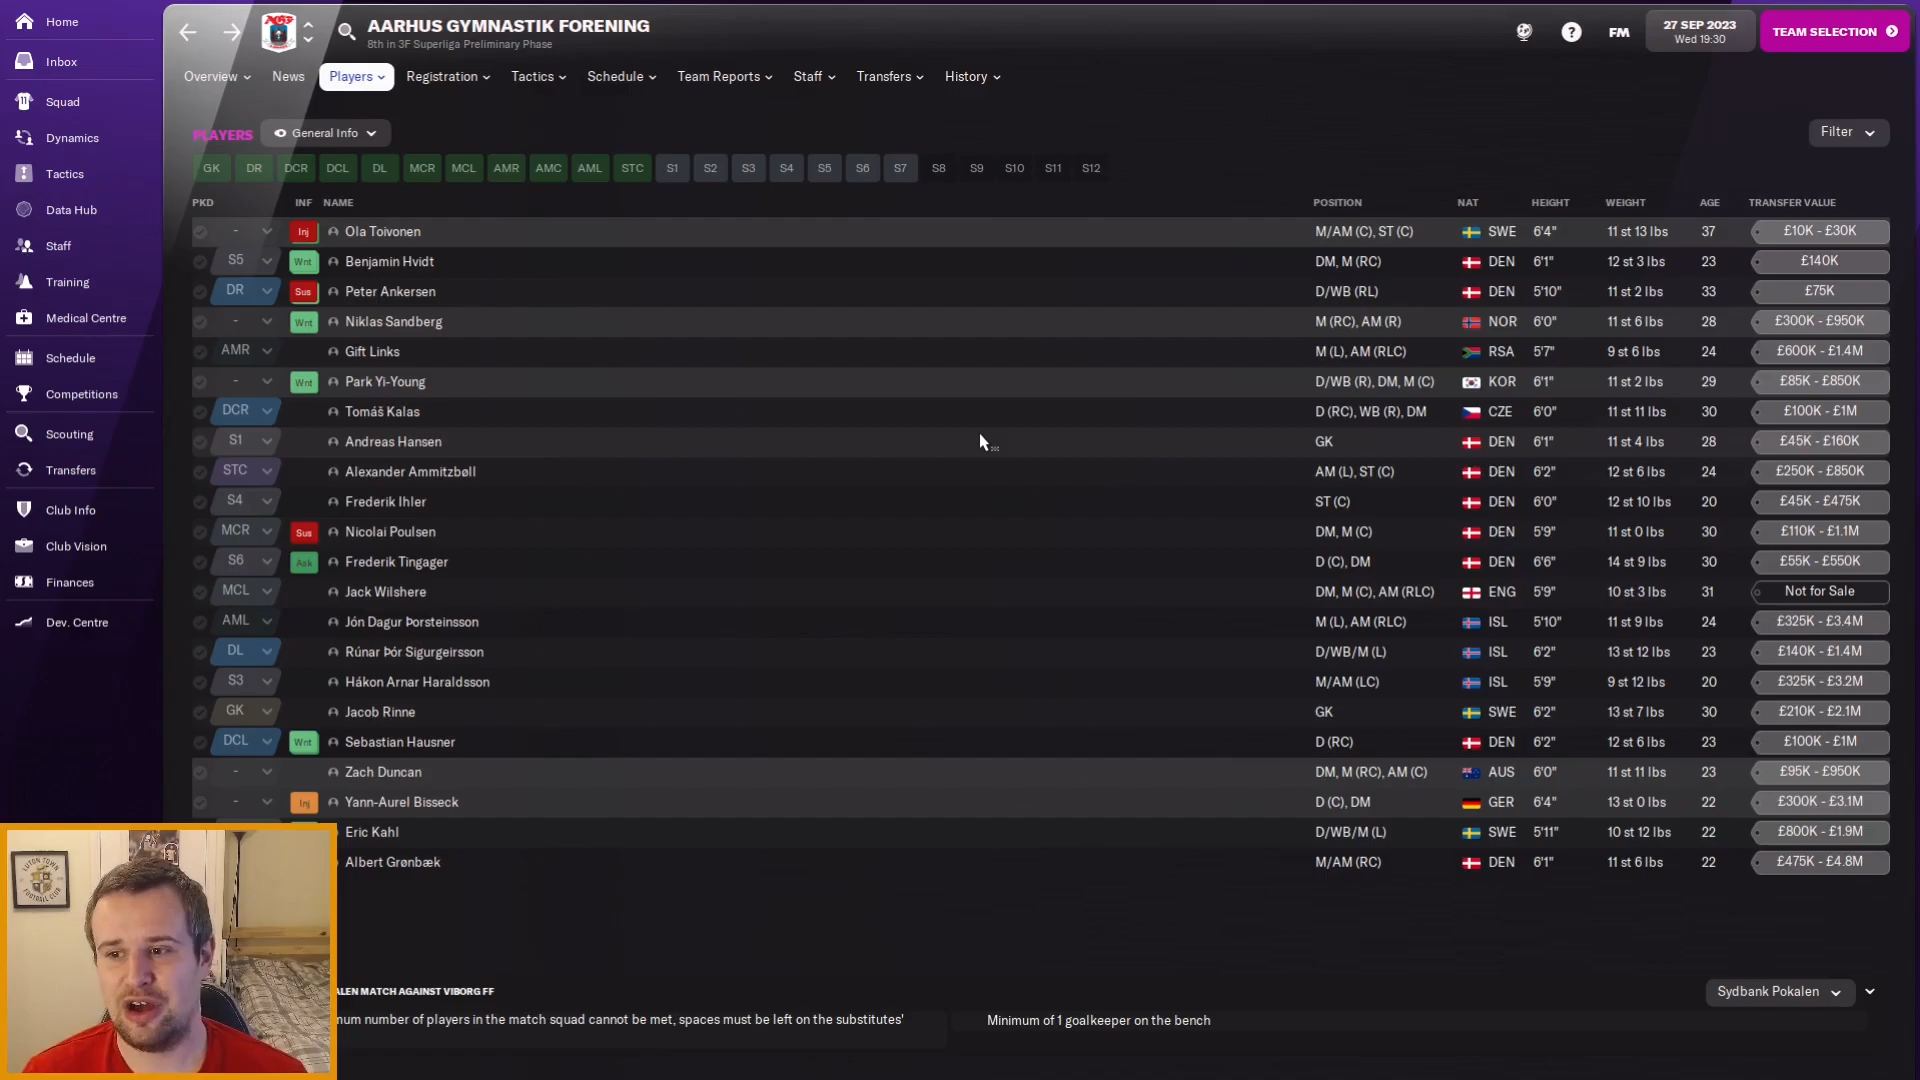 Home
AARHUS GYMNASTIK FORENING
8th in 3F Superliga Preliminary Phase
FM
27 SEP 2023
Wed 19:30
TEAM SELECTION
Inbox
Overview News Players Registration Tactics Schedule Team Reports Staff Transfers History
Squad
Dynamics
Tactics
Data Hub
Staff
Training
Medical Centre
Schedule
Competitions
Scouting
Transfers
Club Info
Club Vision
Finances
Dev. Centre
PLAYERS General Info Filter
GK DR DCR DCL DL MCR MCL AMR AMC AML STC S1 S2 S3 S4 S5 S6 S7 S8 S9 S10 S11 S12
PKD INF NAME POSITION NAT HEIGHT WEIGHT AGE TRANSFER VALUE
- Inj Ola Toivonen M/AM (C), ST (C) SWE 6'4" 11 st 13 lbs 37 £10K - £30K
S5 Wnt Benjamin Hvidt DM, M (RC) DEN 6'1" 12 st 3 lbs 23 £140K
DR Sus Peter Ankersen D/WB (RL) DEN 5'10" 11 st 2 lbs 33 £75K
- Wnt Niklas Sandberg M (RC), AM (R) NOR 6'0" 11 st 6 lbs 28 £300K - £950K
AMR Gift Links M (L), AM (RLC) RSA 5'7" 9 st 6 lbs 24 £600K - £1.4M
- Wnt Park Yi-Young D/WB (R), DM, M (C) KOR 6'1" 11 st 2 lbs 29 £85K - £850K
DCR Tomáš Kalas D (RC), WB (R), DM CZE 6'0" 11 st 11 lbs 30 £100K - £1M
S1 Andreas Hansen GK DEN 6'1" 11 st 4 lbs 28 £45K - £160K
STC Alexander Ammitzbøll AM (L), ST (C) DEN 6'2" 12 st 6 lbs 24 £250K - £850K
S4 Frederik Ihler ST (C) DEN 6'0" 12 st 10 lbs 20 £45K - £475K
MCR Sus Nicolai Poulsen DM, M (C) DEN 5'9" 11 st 0 lbs 30 £110K - £1.1M
S6 Ask Frederik Tingager D (C), DM DEN 6'6" 14 st 9 lbs 30 £55K - £550K
MCL Jack Wilshere DM, M (C), AM (RLC) ENG 5'9" 10 st 3 lbs 31 Not for Sale
AML Jón Dagur Þorsteinsson M (L), AM (RLC) ISL 5'10" 11 st 9 lbs 24 £325K - £3.4M
DL Rúnar Þór Sigurgeirsson D/WB/M (L) ISL 6'2" 13 st 12 lbs 23 £140K - £1.4M
S3 Hákon Arnar Haraldsson M/AM (LC) ISL 5'9" 9 st 12 lbs 20 £325K - £3.2M
GK Jacob Rinne GK SWE 6'2" 13 st 7 lbs 30 £210K - £2.1M
DCL Wnt Sebastian Hausner D (RC) DEN 6'2" 12 st 6 lbs 23 £100K - £1M
- Zach Duncan DM, M (RC), AM (C) AUS 6'0" 11 st 11 lbs 23 £95K - £950K
- Inj Yann-Aurel Bisseck D (C), DM GER 6'4" 13 st 0 lbs 22 £300K - £3.1M
Eric Kahl D/WB/M (L) SWE 5'11" 10 st 12 lbs 22 £800K - £1.9M
Albert Grønbæk M/AM (RC) DEN 6'1" 11 st 6 lbs 22 £475K - £4.8M
LUTON TOWN
ALEN MATCH AGAINST VIBORG FF Sydbank Pokalen
mum number of players in the match squad cannot be met, spaces must be left on the substitutes' Minimum of 1 goalkeeper on the bench